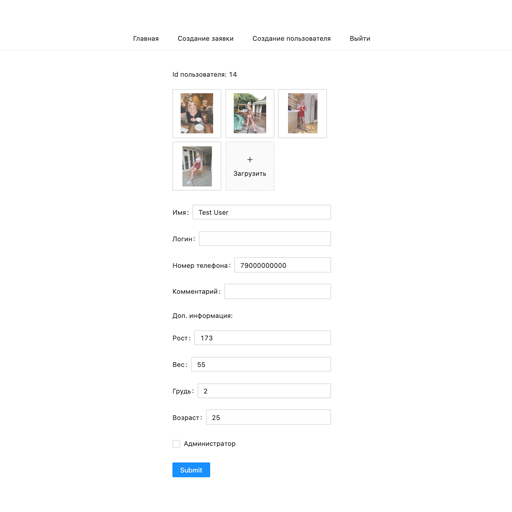 Главная Создание заявки Создание пользователя Выйти
Id пользователя: 14
+
Загрузить
Имя: Test User
Логин:
Номер телефона: 79000000000
Комментарий:
Доп. информация:
Рост: 173
Вес: 55
Грудь: 2
Возраст: 25
Администратор
Submit